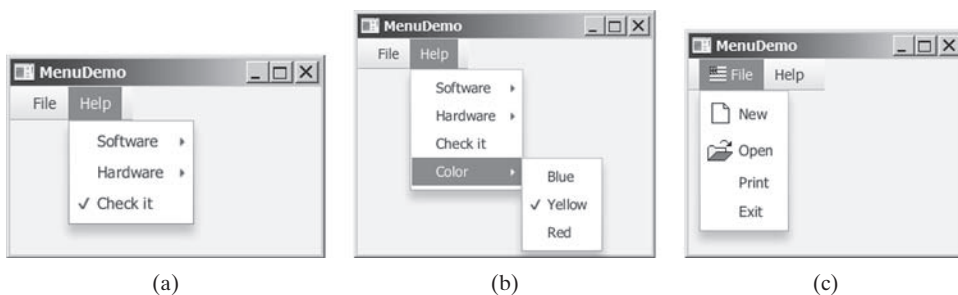 MenuDemo
File Help
Software
Hardware
✓ Check it
(a)
MenuDemo
File Help
Software
Hardware
Check it
Color
Blue
✓ Yellow
Red
(b)
MenuDemo
File Help
New
Open
Print
Exit
(c)